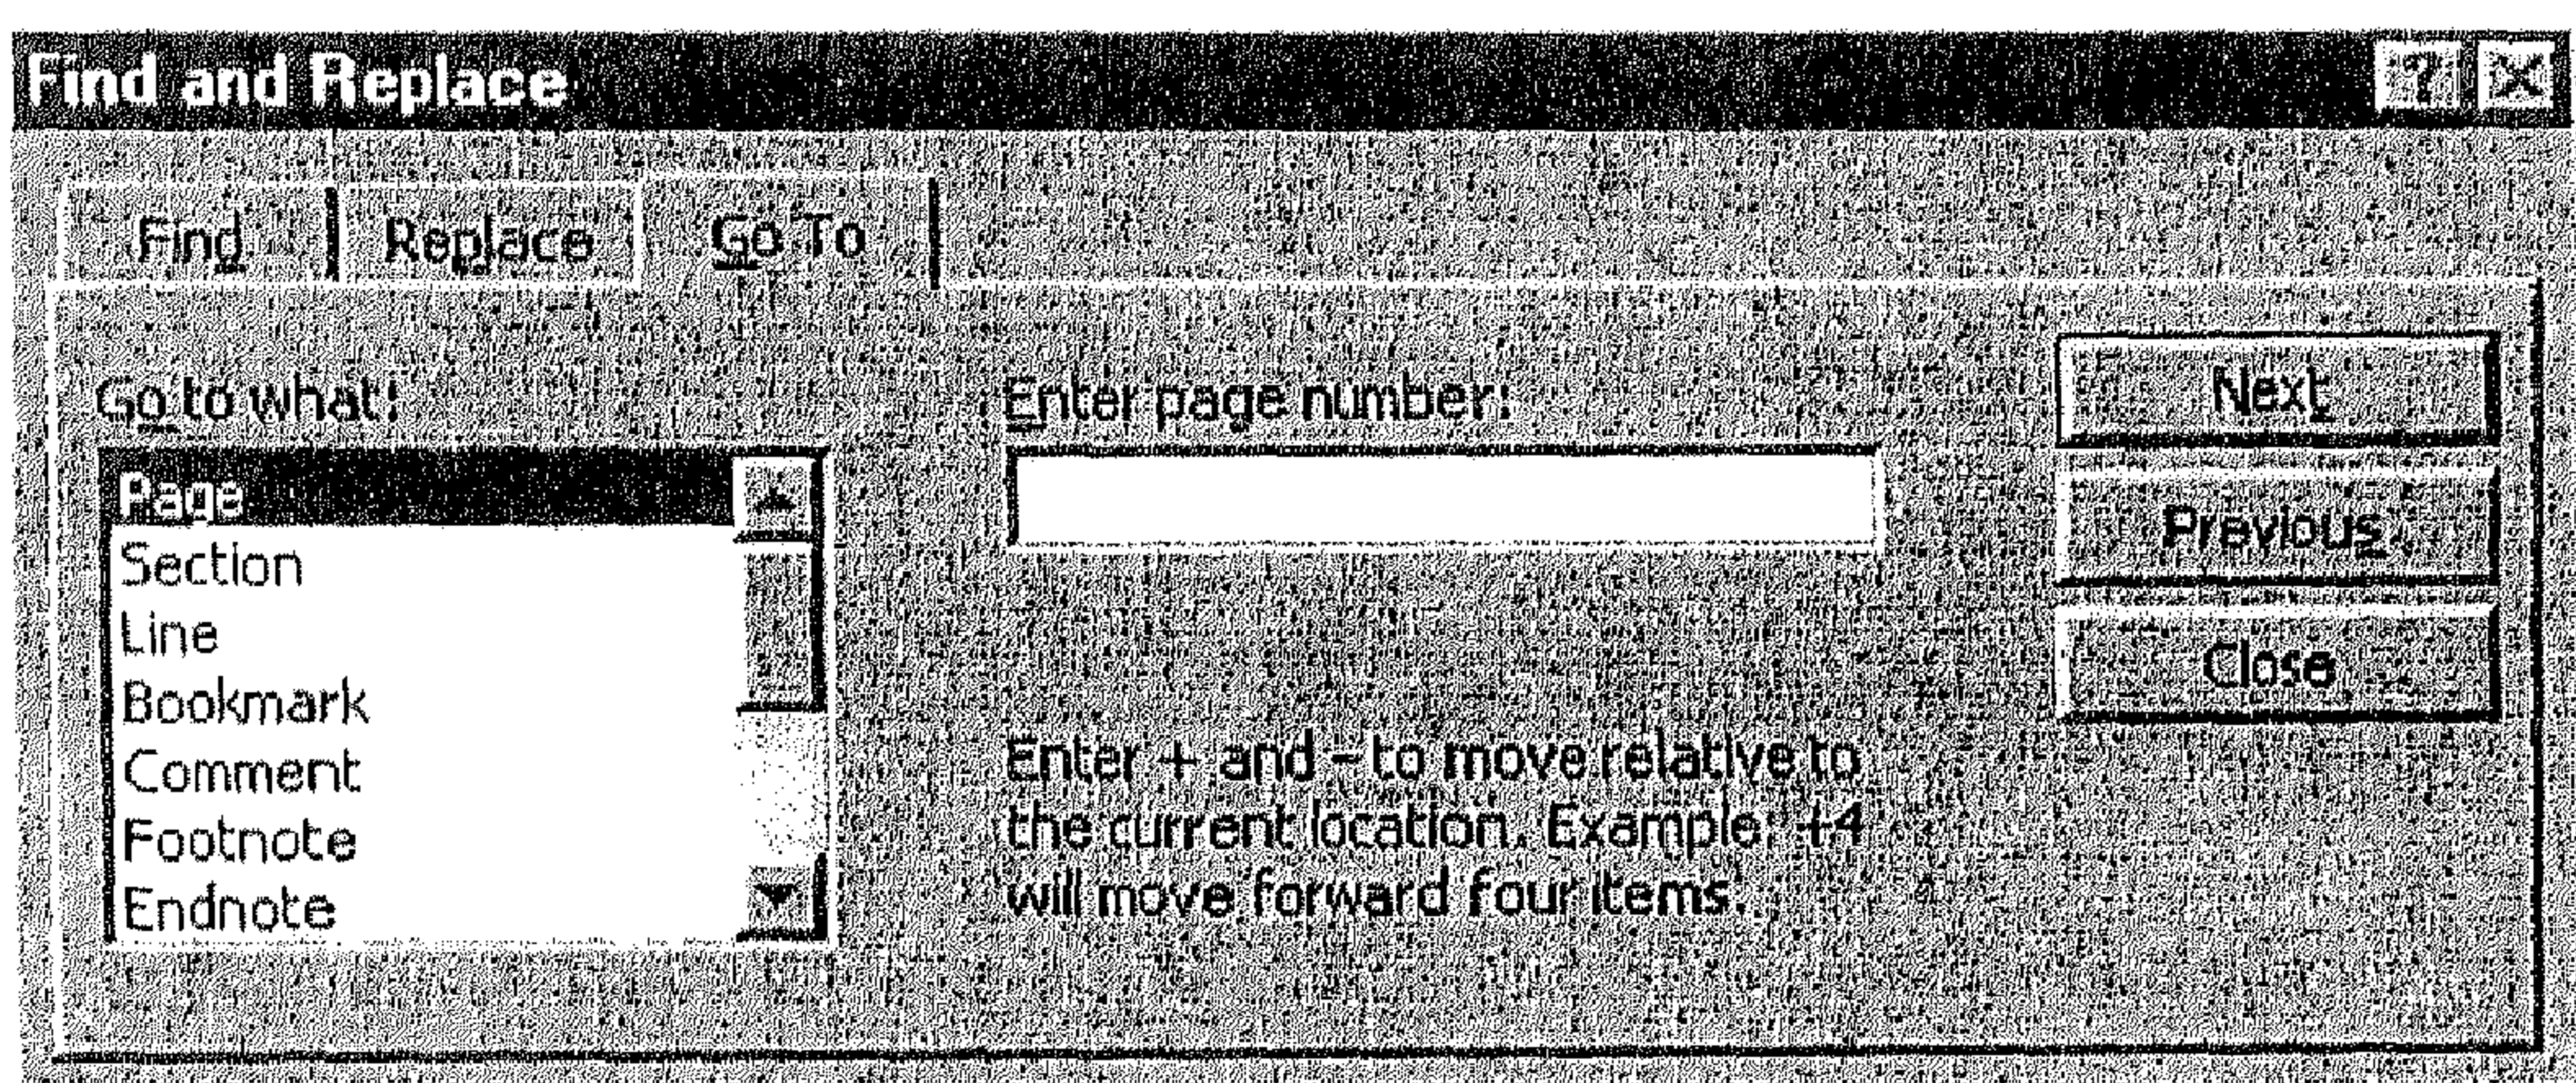 Find and Replace ? X
Find Replace Go To
Go to what:
Page
Section
Line
Bookmark
Comment
Footnote
Endnote
Enter page number:
Enter + and – to move relative to
the current location. Example: +4
will move forward four items.
Next
Previous
Close